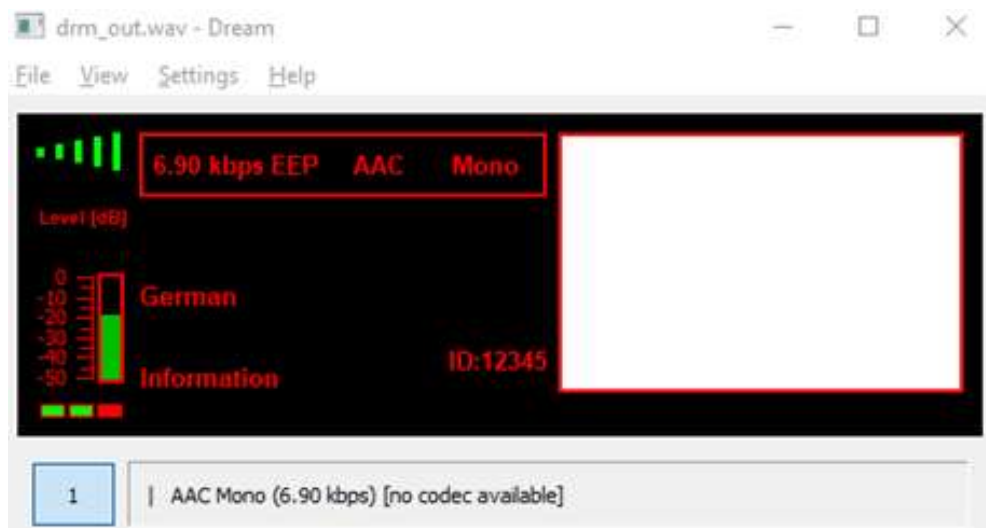 drm_out.wav - Dream
File View Settings Help
6.90 kbps EEP AAC Mono
Level [dB]
0
-10
-20
-30
-40
-50
German
ID:12345
Information
1 | AAC Mono (6.90 kbps) [no codec available]